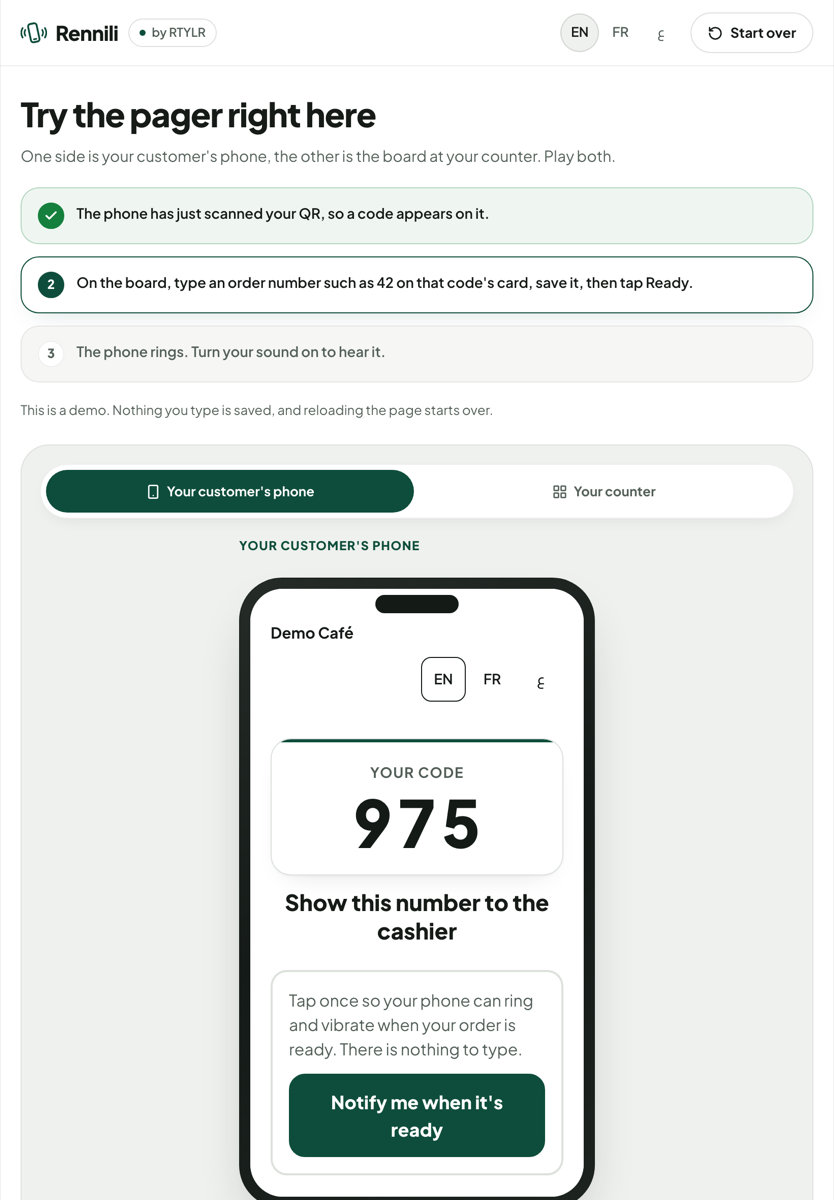 Rennili
by RTYLR
EN FR ع
Start over
Try the pager right here
One side is your customer's phone, the other is the board at your counter. Play both.
The phone has just scanned your QR, so a code appears on it.
2 On the board, type an order number such as 42 on that code's card, save it, then tap Ready.
3 The phone rings. Turn your sound on to hear it.
This is a demo. Nothing you type is saved, and reloading the page starts over.
Your customer's phone
Your counter
YOUR CUSTOMER'S PHONE
Demo Café
EN FR ع
YOUR CODE
975
Show this number to the
cashier
Tap once so your phone can ring
and vibrate when your order is
ready. There is nothing to type.
Notify me when it's
ready